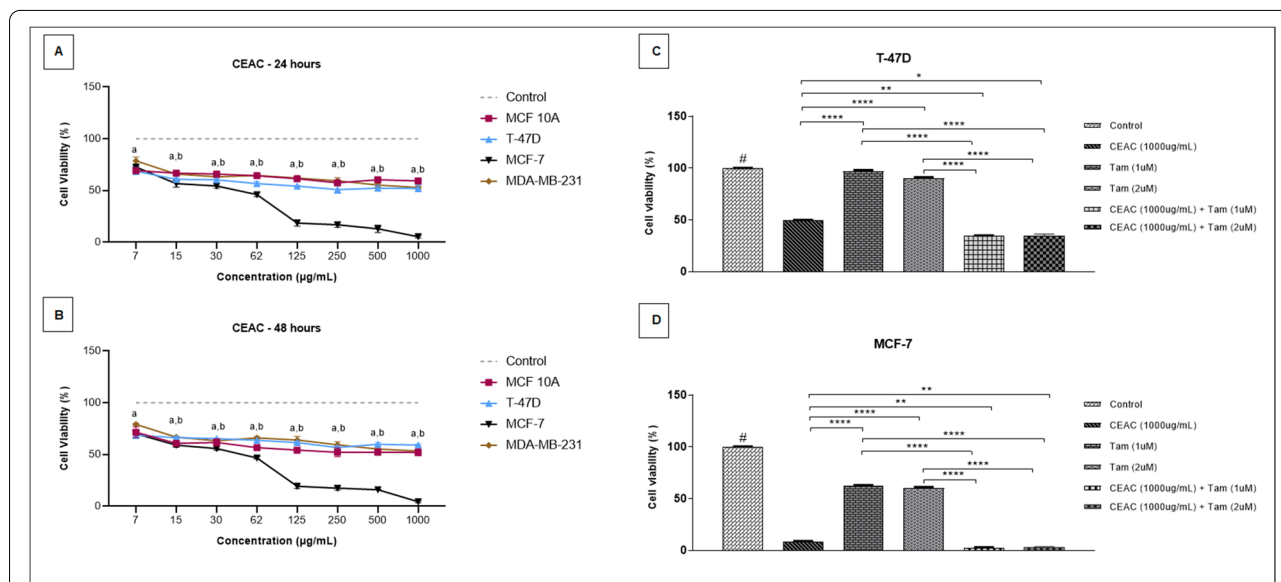 A
CEAC - 24 hours
Cell Viability (%)
150
100
50
0
a
a,b
a,b
a,b
a,b
a,b
a,b
a,b
7
15
30
62
125
250
500
1000
Concentration (µg/mL)
Control
MCF 10A
T-47D
MCF-7
MDA-MB-231
B
CEAC - 48 hours
Cell Viability (%)
150
100
50
0
a
a,b
a,b
a,b
a,b
a,b
a,b
a,b
7
15
30
62
125
250
500
1000
Concentration (µg/mL)
Control
MCF 10A
T-47D
MCF-7
MDA-MB-231
C
T-47D
Cell viability (%)
150
100
50
0
#
*
**
****
****
****
****
****
****
Control
CEAC (1000ug/mL)
Tam (1uM)
Tam (2uM)
CEAC (1000ug/mL) + Tam (1uM)
CEAC (1000ug/mL) + Tam (2uM)
D
MCF-7
Cell viability (%)
150
100
50
0
#
**
**
****
****
****
****
****
****
Control
CEAC (1000ug/mL)
Tam (1uM)
Tam (2uM)
CEAC (1000ug/mL) + Tam (1uM)
CEAC (1000ug/mL) + Tam (2uM)